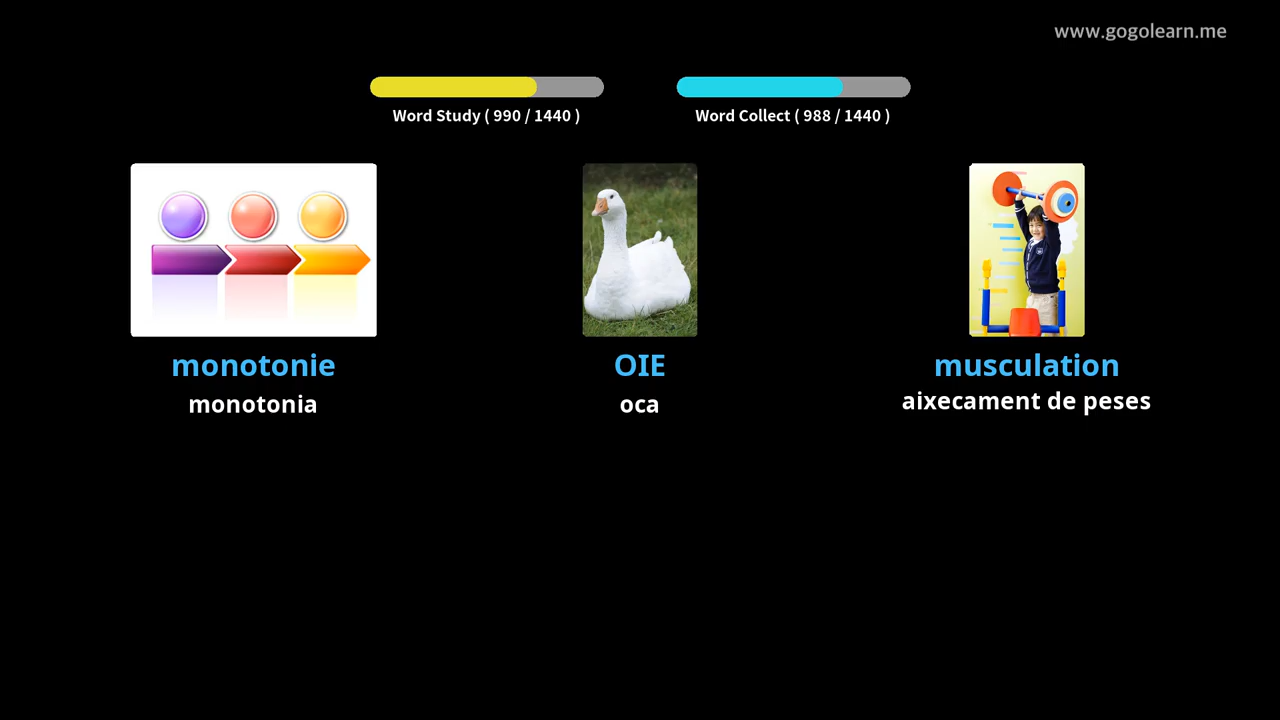 www.gogolearn.me
Word Study ( 990 / 1440 )
Word Collect ( 988 / 1440 )
monotonie
monotonia
OIE
oca
musculation
aixecament de peses